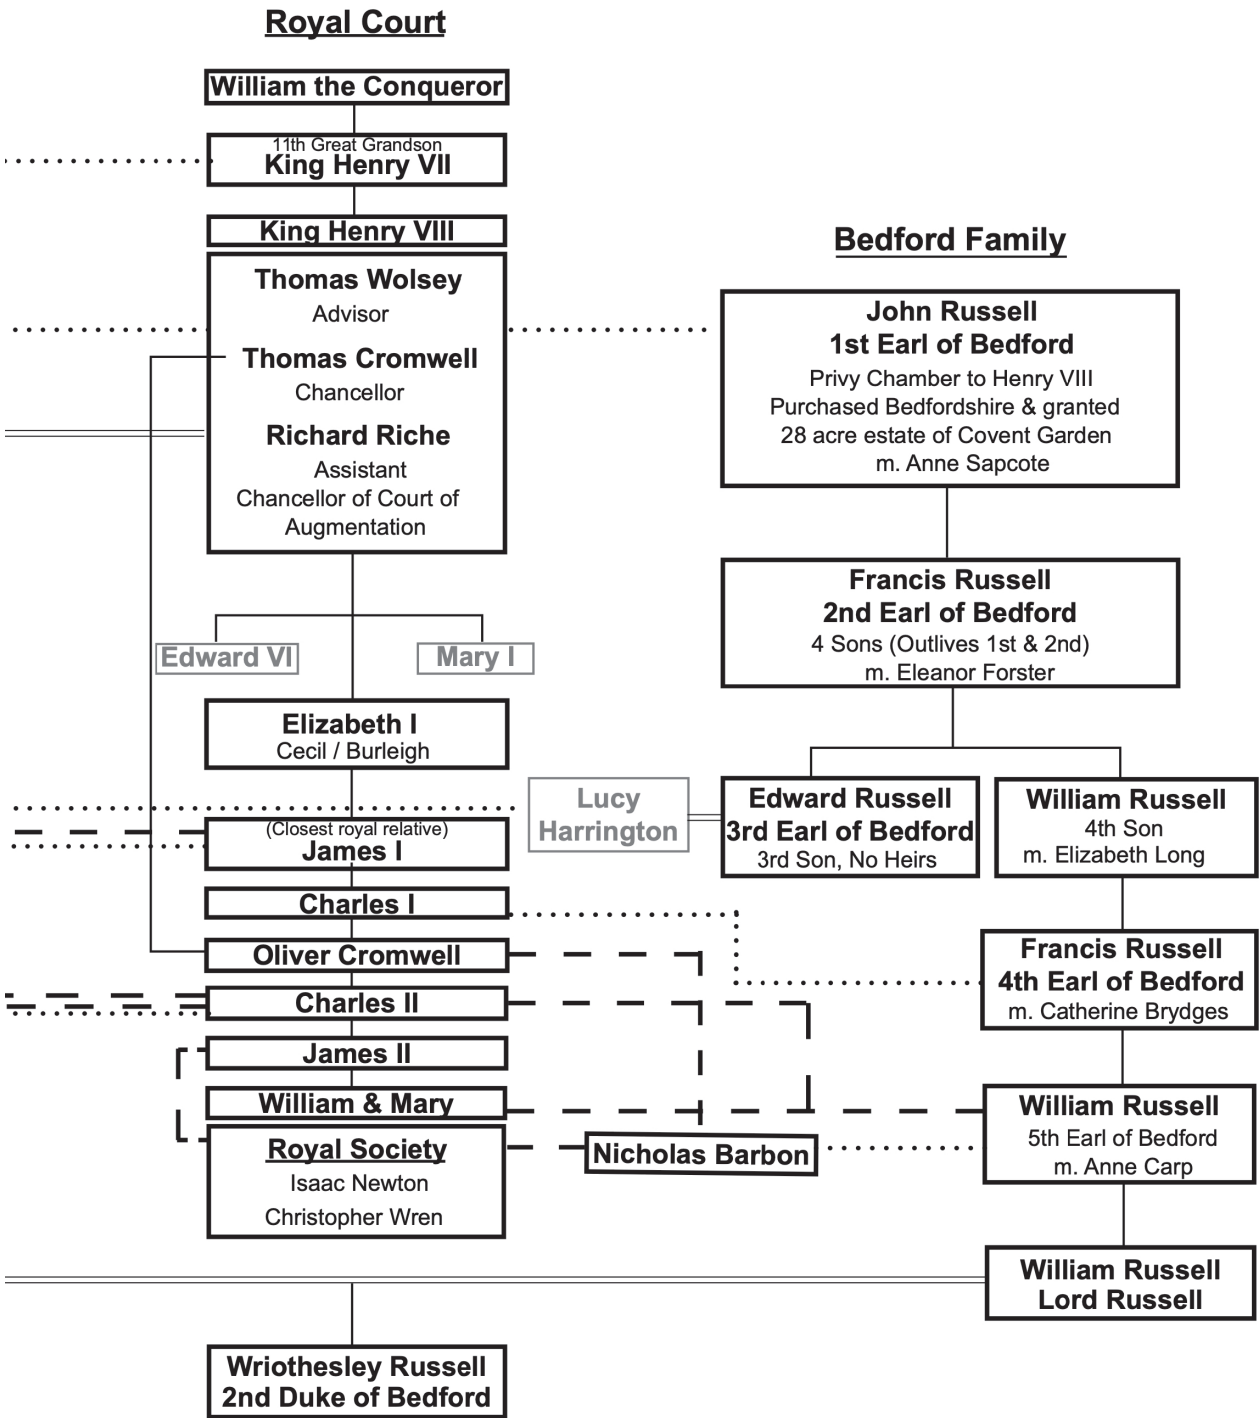 Royal Court
William the Conqueror
11th Great Grandson
King Henry VII
King Henry VIII
Thomas Wolsey
Advisor
Thomas Cromwell
Chancellor
Richard Riche
Assistant
Chancellor of Court of
Augmentation
Edward VI
Mary I
Elizabeth I
Cecil / Burleigh
(Closest royal relative)
James I
Charles I
Oliver Cromwell
Charles II
James II
William & Mary
Royal Society
Isaac Newton
Christopher Wren
Nicholas Barbon
Bedford Family
John Russell
1st Earl of Bedford
Privy Chamber to Henry VIII
Purchased Bedfordshire & granted
28 acre estate of Covent Garden
m. Anne Sapcote
Francis Russell
2nd Earl of Bedford
4 Sons (Outlives 1st & 2nd)
m. Eleanor Forster
Lucy
Harrington
Edward Russell
3rd Earl of Bedford
3rd Son, No Heirs
William Russell
4th Son
m. Elizabeth Long
Francis Russell
4th Earl of Bedford
m. Catherine Brydges
William Russell
5th Earl of Bedford
m. Anne Carp
William Russell
Lord Russell
Wriothesley Russell
2nd Duke of Bedford